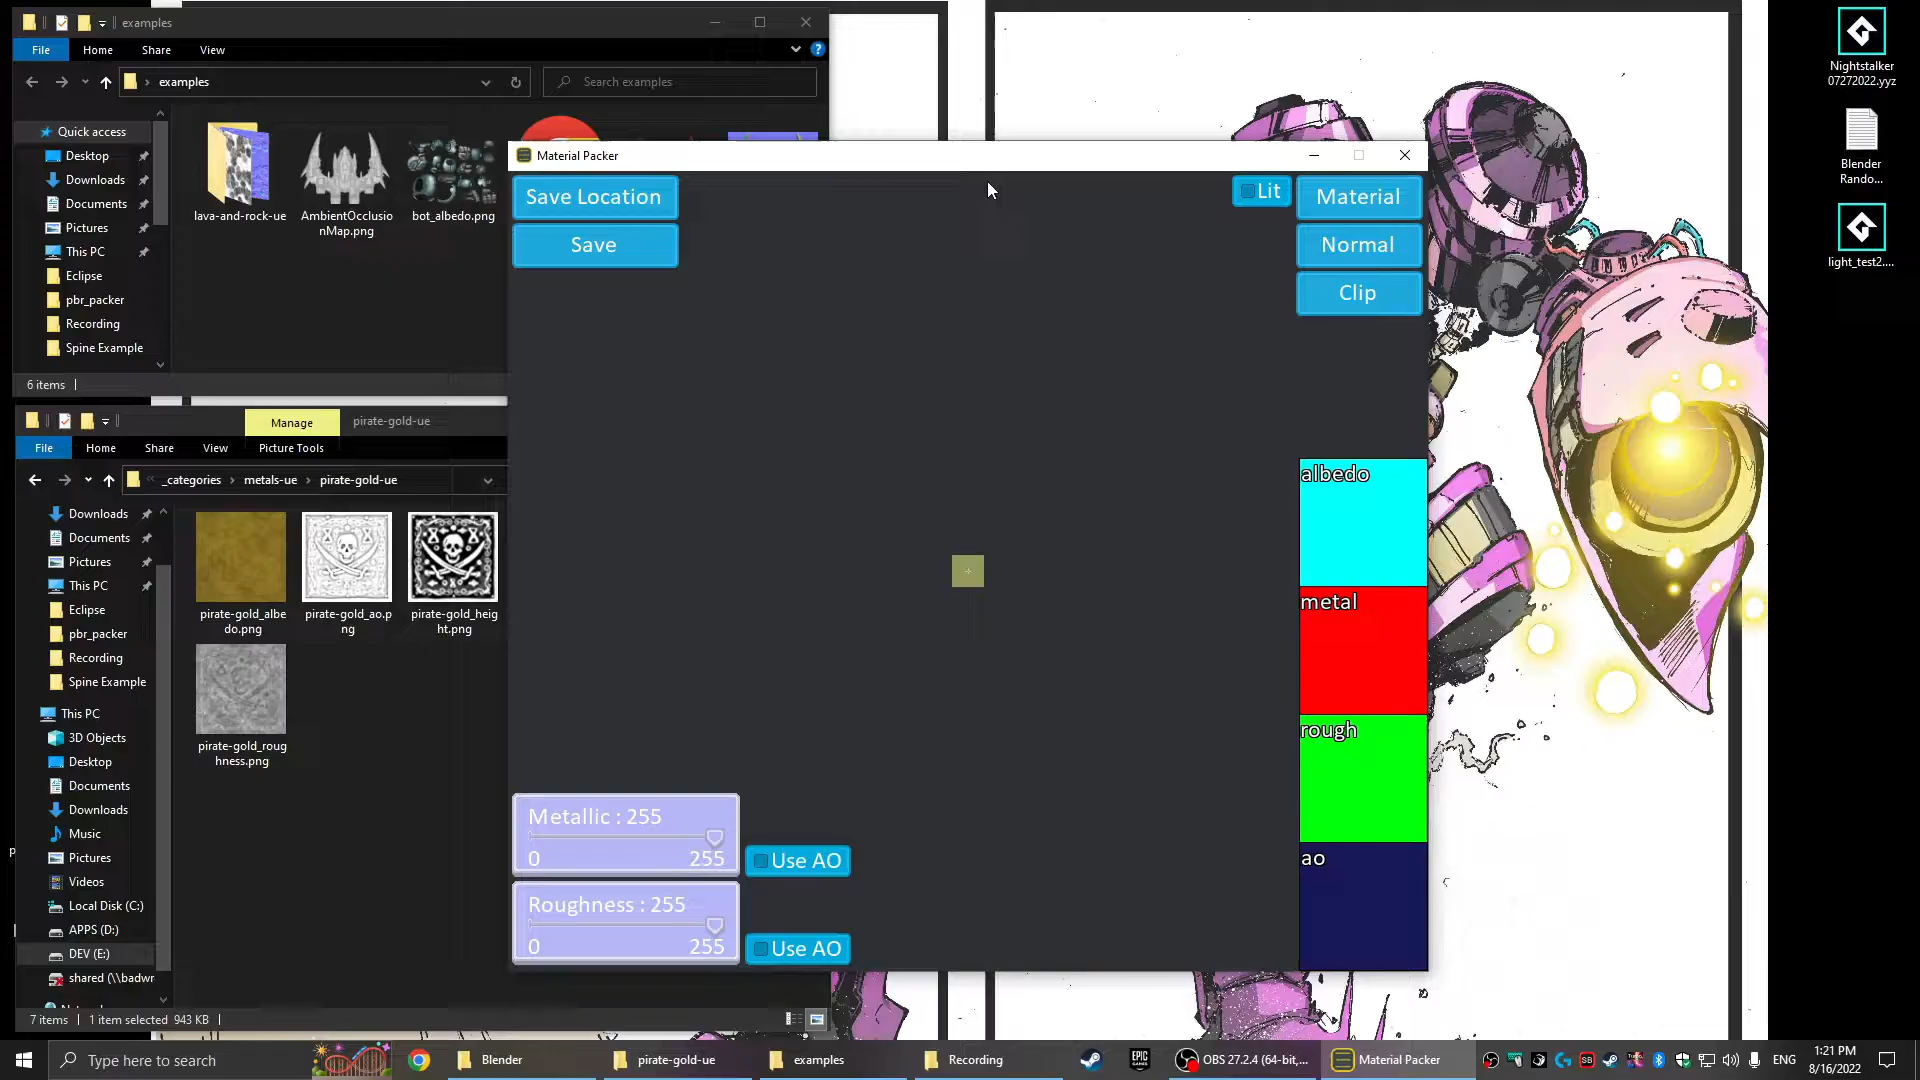 examples
File
Home
Share
View
examples
Search examples
Quick access
Desktop
Downloads
Documents
Pictures
This PC
Eclipse
pbr_packer
Recording
Spine Example
lava-and-rock-ue
AmbientOcclusio
nMap.png
bot_albedo.png
6 items
Manage
pirate-gold-ue
File
Home
Share
View
Picture Tools
_categories
metals-ue
pirate-gold-ue
Downloads
Documents
Pictures
This PC
Eclipse
pbr_packer
Recording
Spine Example
This PC
3D Objects
Desktop
Documents
Downloads
Music
Pictures
Videos
Local Disk (C:)
APPS (D:)
DEV (E:)
shared (\\badwr
pirate-gold_albe
do.png
pirate-gold_ao.p
ng
pirate-gold_heig
ht.png
pirate-gold_roug
hness.png
7 items
1 item selected 943 KB
Material Packer
Save Location
Save
Lit
Material
Normal
Clip
albedo
metal
rough
ao
Metallic : 255
0
255
Use AO
Roughness : 255
0
255
Use AO
Nightstalker
07272022.yyz
Blender
Rando...
light_test2....
Type here to search
Blender
pirate-gold-ue
examples
Recording
EPIC
GAMES
OBS 27.2.4 (64-bit,...
Material Packer
SB
ENG
1:21 PM
8/16/2022